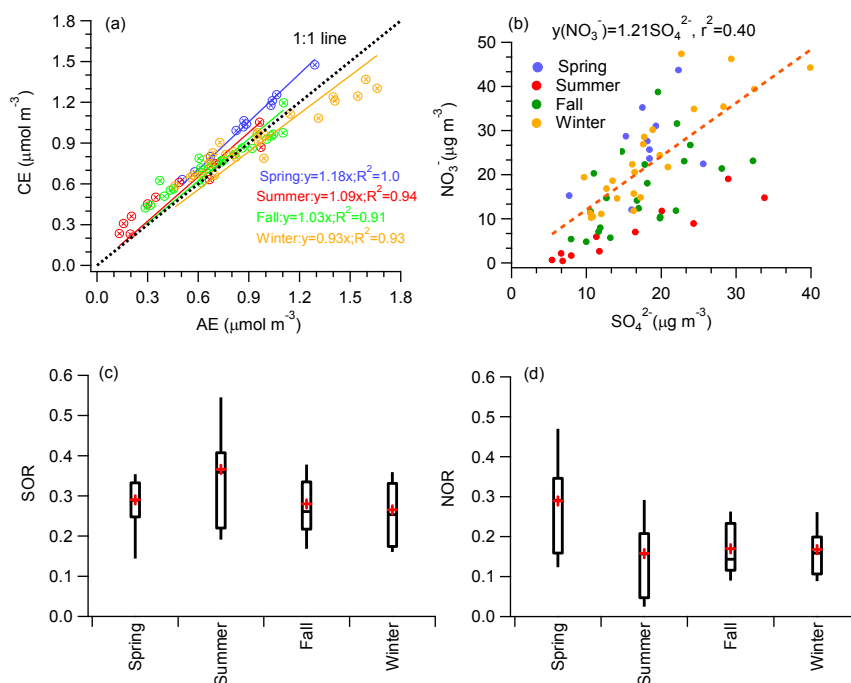 (a)
1:1 line
CE (μmol m⁻³)
1.8
1.5
1.2
0.9
0.6
0.3
0.0
Spring:y=1.18x;R²=1.0
Summer:y=1.09x;R²=0.94
Fall:y=1.03x;R²=0.91
Winter:y=0.93x;R²=0.93
0.0 0.3 0.6 0.9 1.2 1.5 1.8
AE (μmol m⁻³)
(b)
y(NO₃⁻)=1.21SO₄²⁻, r²=0.40
Spring
Summer
Fall
Winter
NO₃⁻(μg m⁻³)
50
40
30
20
10
0
0 10 20 30 40
SO₄²⁻(μg m⁻³)
(c)
SOR
0.6
0.5
0.4
0.3
0.2
0.1
0.0
Spring
Summer
Fall
Winter
(d)
NOR
0.6
0.5
0.4
0.3
0.2
0.1
0.0
Spring
Summer
Fall
Winter